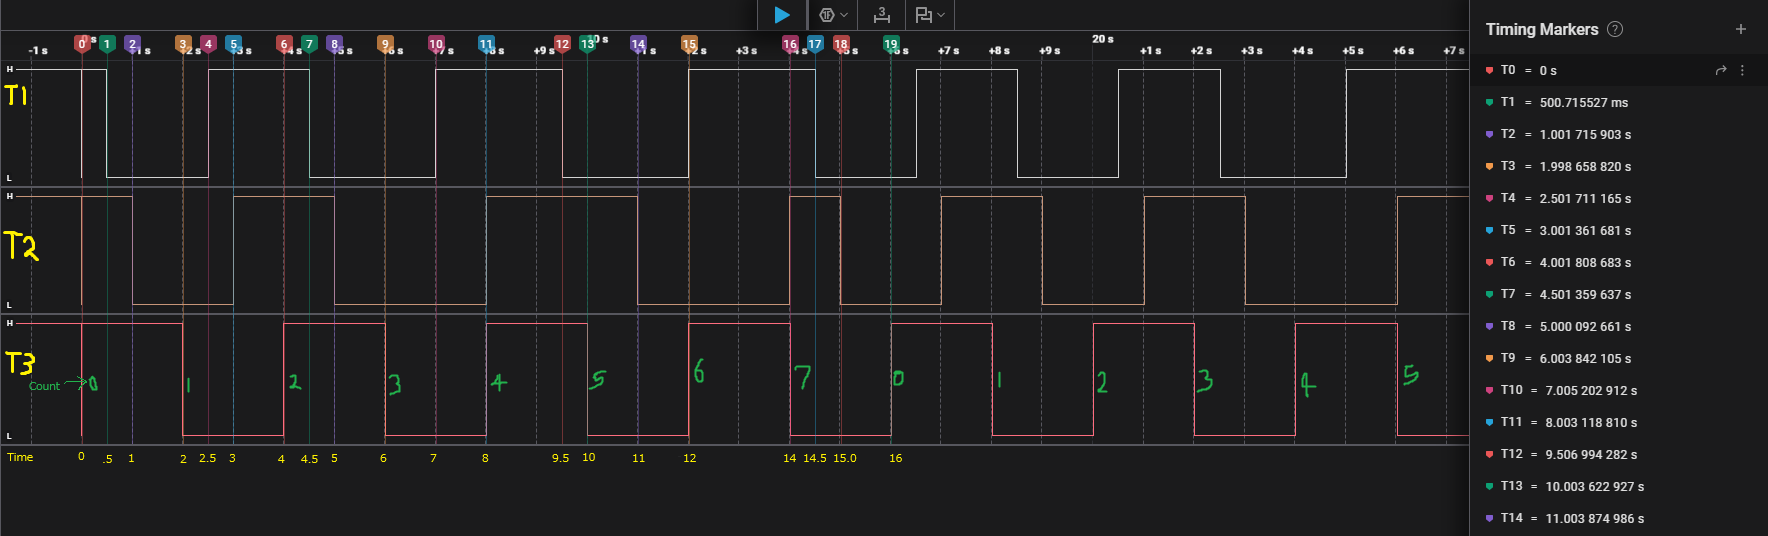 3
0 1 2 3 4 5 6 7 8 9 10 11 12 13 14 15 16 17 18 19
-1 s 0 s +1 s +2 s +3 s +4 s +5 s +6 s +8 s +9 s 10 s +1 s +2 s +3 s +4 s +5 s +6 s +7 s +8 s +9 s 20 s +1 s +2 s +3 s +4 s +5 s +6 s +7 s
H
T1
L
H
T2
L
H
T3
Count → 0 1 2 3 4 5 6 7 0 1 2 3 4 5
L
Time 0 .5 1 2 2.5 3 4 4.5 5 6 7 8 9.5 10 11 12 14 14.5 15.0 16
Timing Markers ? +
T0 = 0 s
T1 = 500.715527 ms
T2 = 1.001 715 903 s
T3 = 1.998 658 820 s
T4 = 2.501 711 165 s
T5 = 3.001 361 681 s
T6 = 4.001 808 683 s
T7 = 4.501 359 637 s
T8 = 5.000 092 661 s
T9 = 6.003 842 105 s
T10 = 7.005 202 912 s
T11 = 8.003 118 810 s
T12 = 9.506 994 282 s
T13 = 10.003 622 927 s
T14 = 11.003 874 986 s